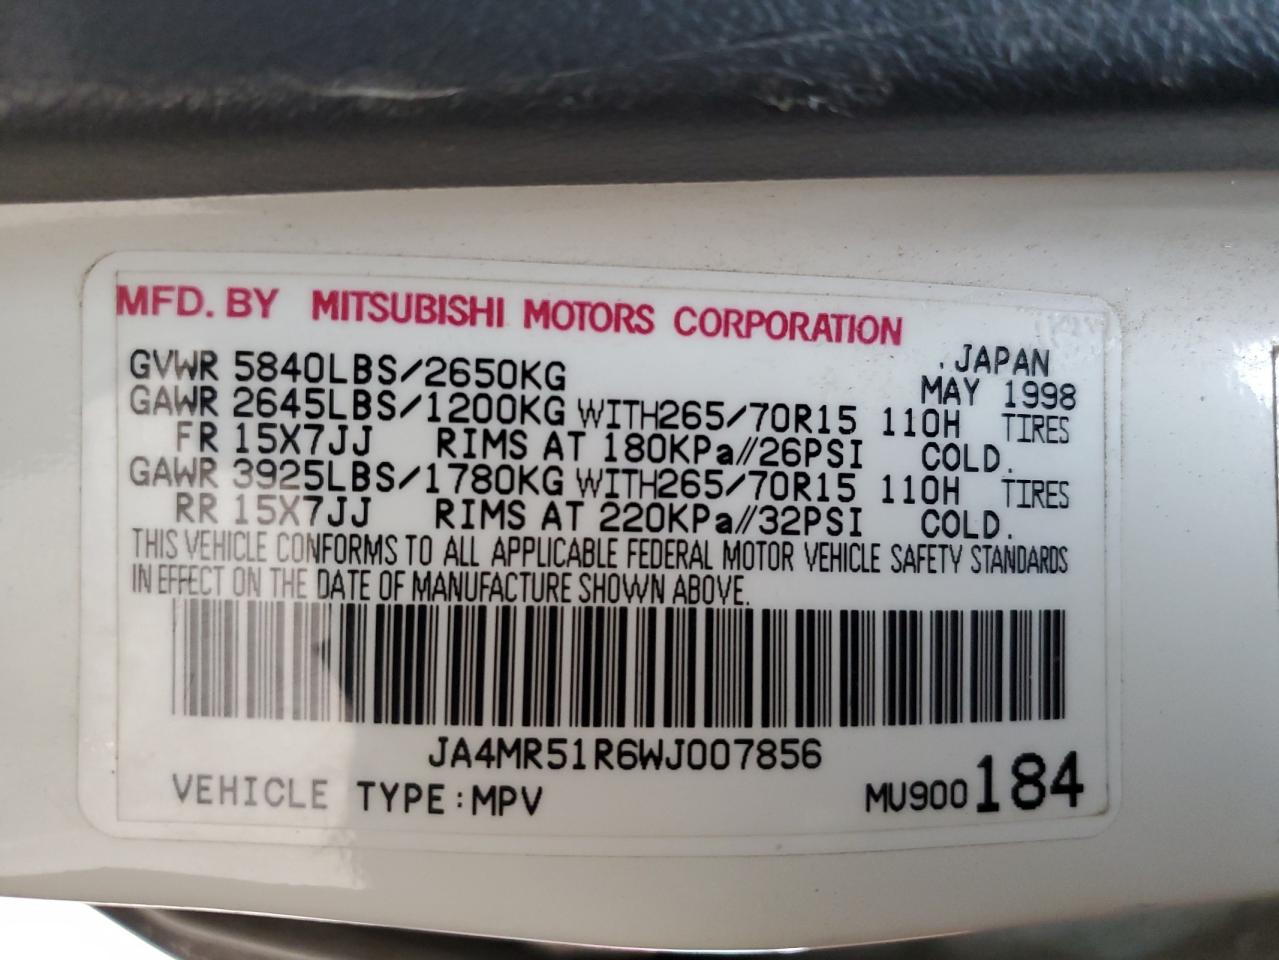 MFD. BY MITSUBISHI MOTORS CORPORATION
.JAPAN
GVWR 5840LBS/2650KG MAY 1998
GAWR 2645LBS/1200KG WITH265/70R15 110H TIRES
FR 15X7JJ RIMS AT 180KPa//26PSI COLD.
GAWR 3925LBS/1780KG WITH265/70R15 110H TIRES
RR 15X7JJ RIMS AT 220KPa//32PSI COLD.
THIS VEHICLE CONFORMS TO ALL APPLICABLE FEDERAL MOTOR VEHICLE SAFETY STANDARDS
IN EFFECT ON THE DATE OF MANUFACTURE SHOWN ABOVE.
JA4MR51R6WJ007856
VEHICLE TYPE:MPV MU900184